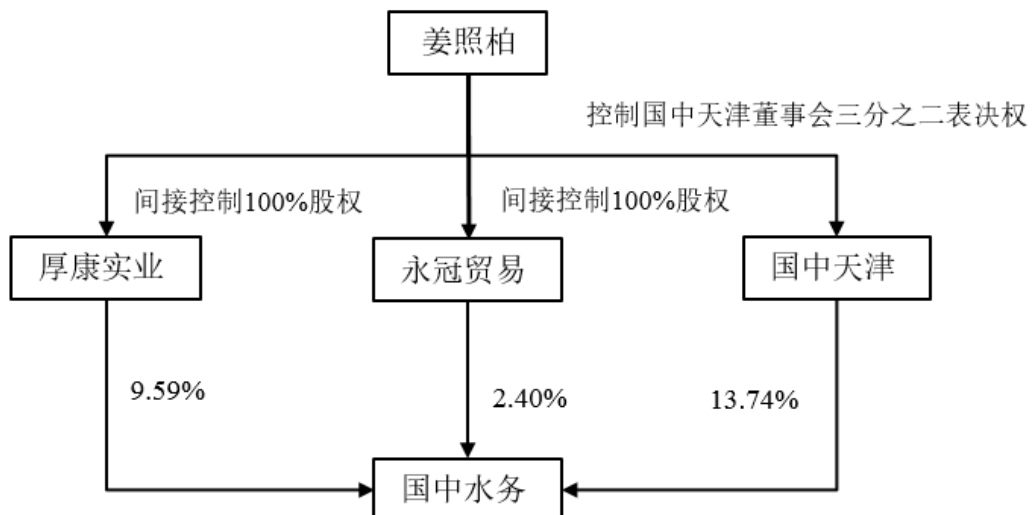 姜照柏
控制国中天津董事会三分之二表决权
间接控制100%股权
间接控制100%股权
厚康实业
永冠贸易
国中天津
9.59%
2.40%
13.74%
国中水务